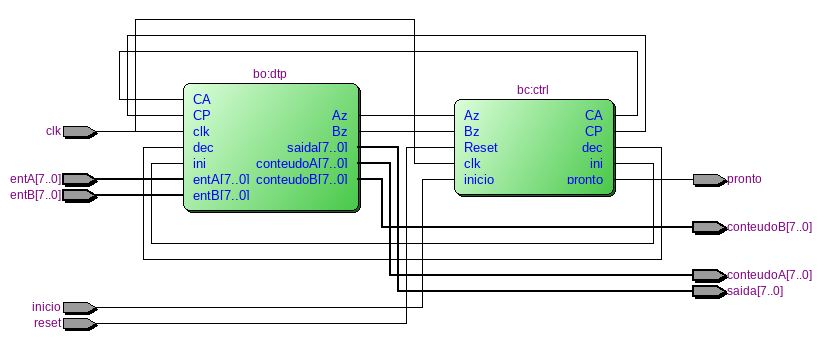 bo:dtp
bc:ctrl
CA
CP
clk
dec
ini
entA[7..0]
entB[7..0]
Az
Bz
saida[7..0]
conteudoA[7..0]
conteudoB[7..0]
Az
Bz
Reset
clk
inicio
CA
CP
dec
ini
pronto
clk
entA[7..0]
entB[7..0]
inicio
reset
pronto
conteudoB[7..0]
conteudoA[7..0]
saida[7..0]